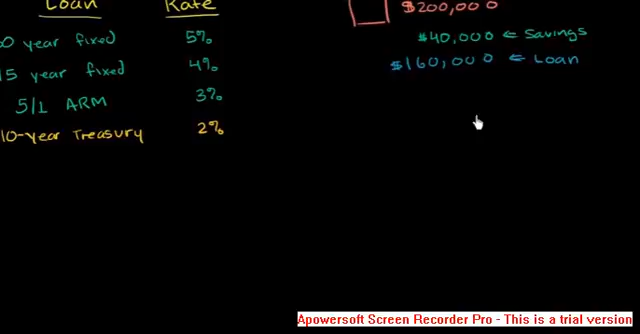 Loan Rate
0 year fixed 5%
15 year fixed 4%
5/1 ARM 3%
10-year Treasury 2%
$200,000
$40,000 ← Savings
$160,000 ← Loan
Apowersoft Screen Recorder Pro - This is a trial version